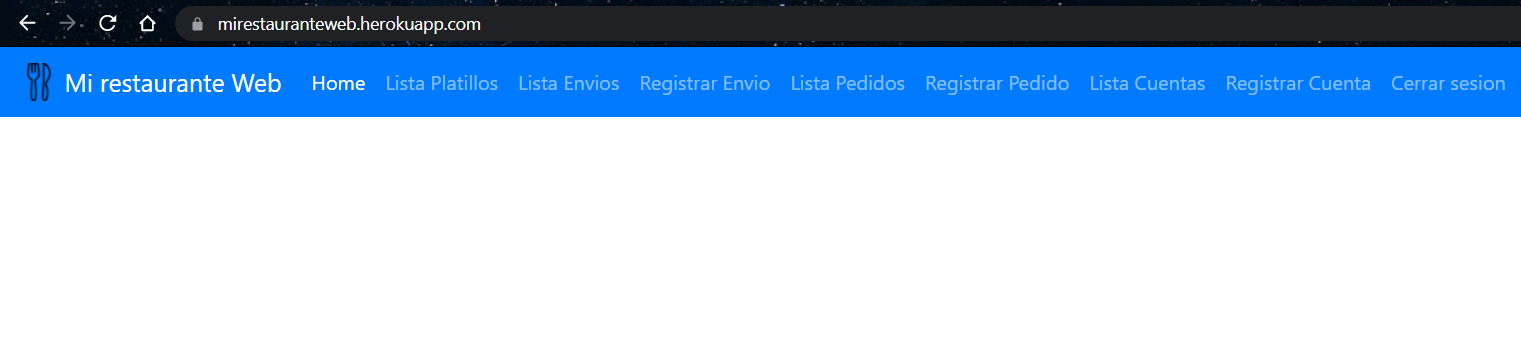 mirestauranteweb.herokuapp.com
Mi restaurante Web Home Lista Platillos Lista Envios Registrar Envio Lista Pedidos Registrar Pedido Lista Cuentas Registrar Cuenta Cerrar sesion